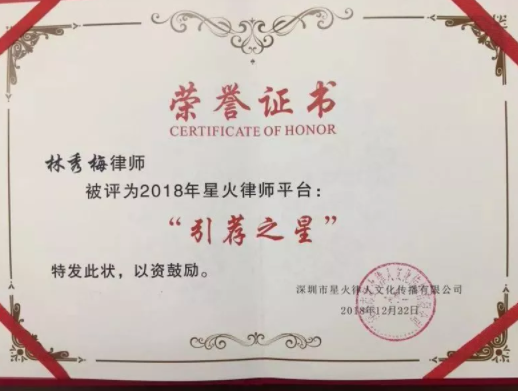 荣誉证书
CERTIFICATE OF HONOR
林秀梅律师
被评为2018年星火律师平台：
“引荐之星”
特发此状，以资鼓励。
深圳市星火律人文化传播有限公司
2018年12月22日